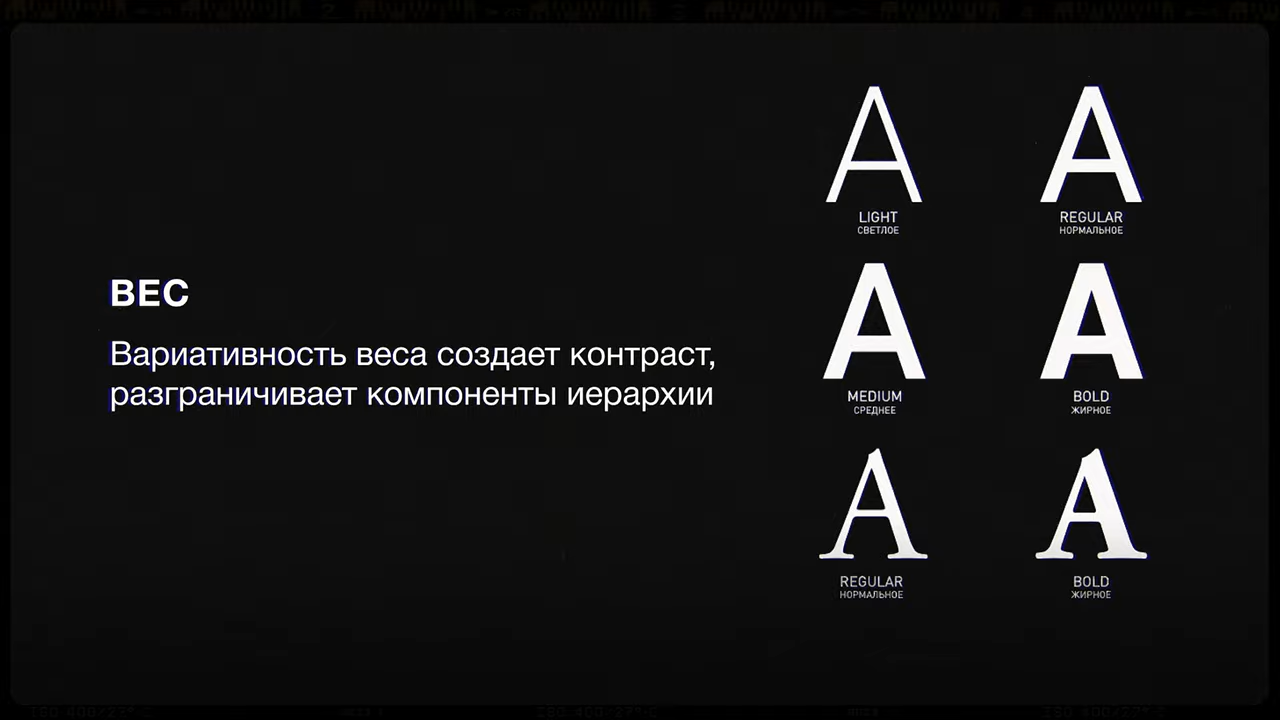 ВЕС
Вариативность веса создает контраст,
разграничивает компоненты иерархии
A
LIGHT
СВЕТЛОЕ
A
REGULAR
НОРМАЛЬНОЕ
A
MEDIUM
СРЕДНЕЕ
A
BOLD
ЖИРНОЕ
A
REGULAR
НОРМАЛЬНОЕ
A
BOLD
ЖИРНОЕ